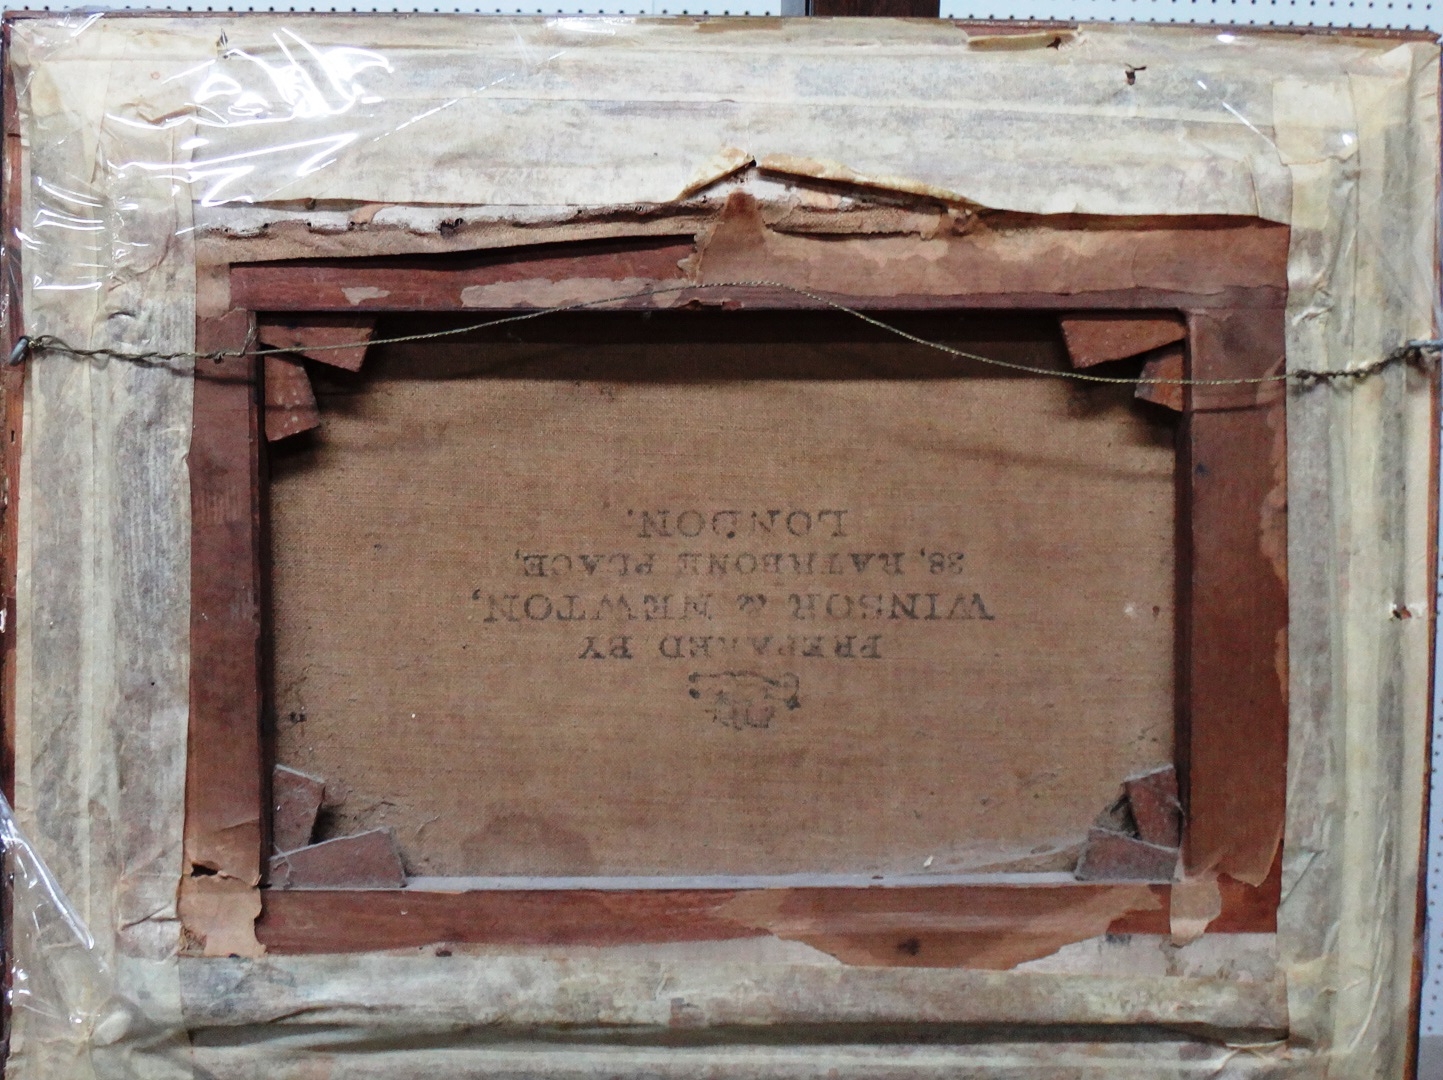 PREPARED BY
WINSOR & NEWTON,
38, RATHBONE PLACE,
LONDON.